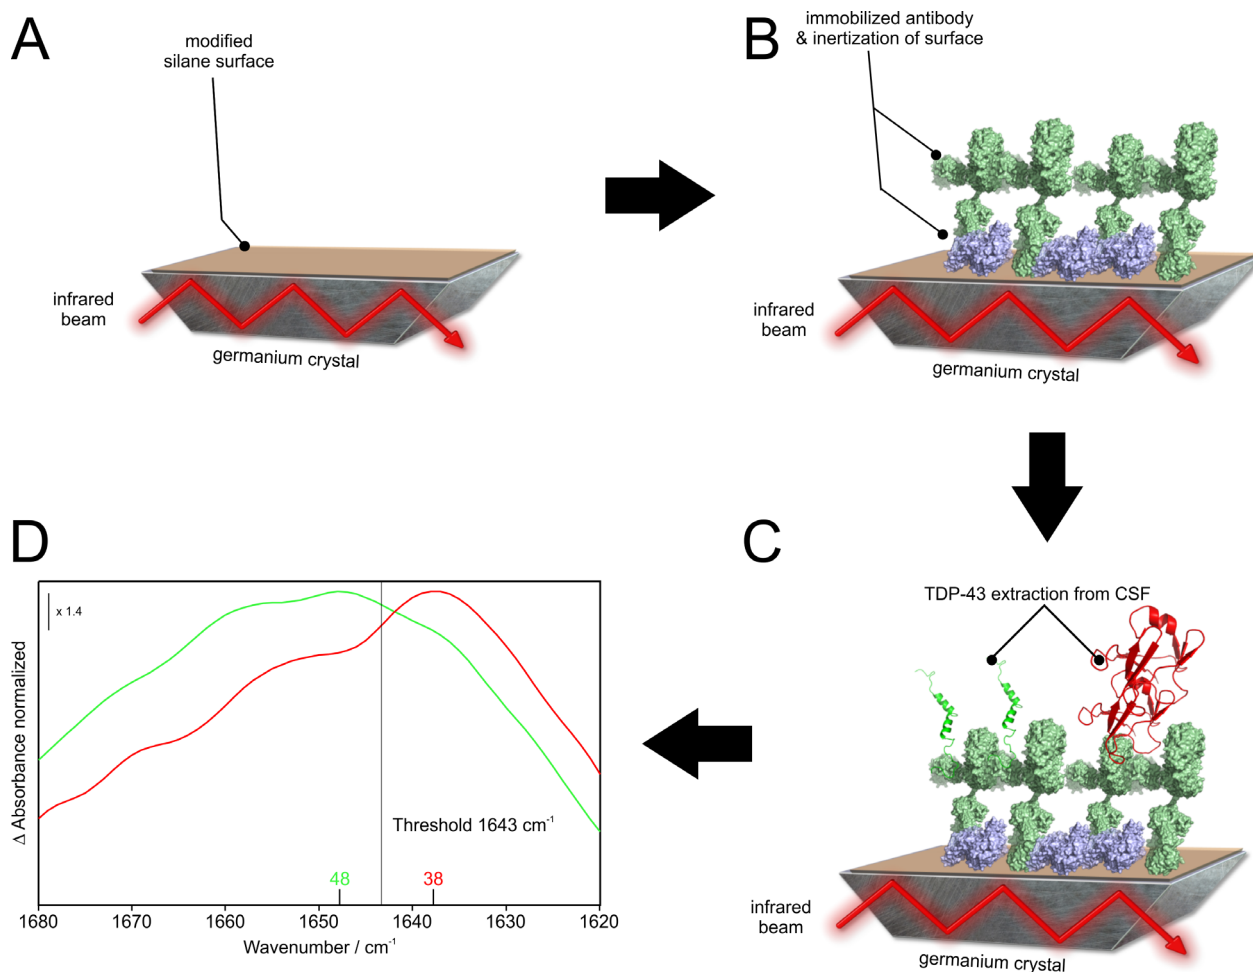 A
modified
silane surface
infrared
beam
germanium crystal
B
immobilized antibody
& inertization of surface
infrared
beam
germanium crystal
C
TDP-43 extraction from CSF
infrared
beam
germanium crystal
D
x 1.4
Δ Absorbance normalized
Threshold 1643 cm⁻¹
48 38
1680 1670 1660 1650 1640 1630 1620
Wavenumber / cm⁻¹